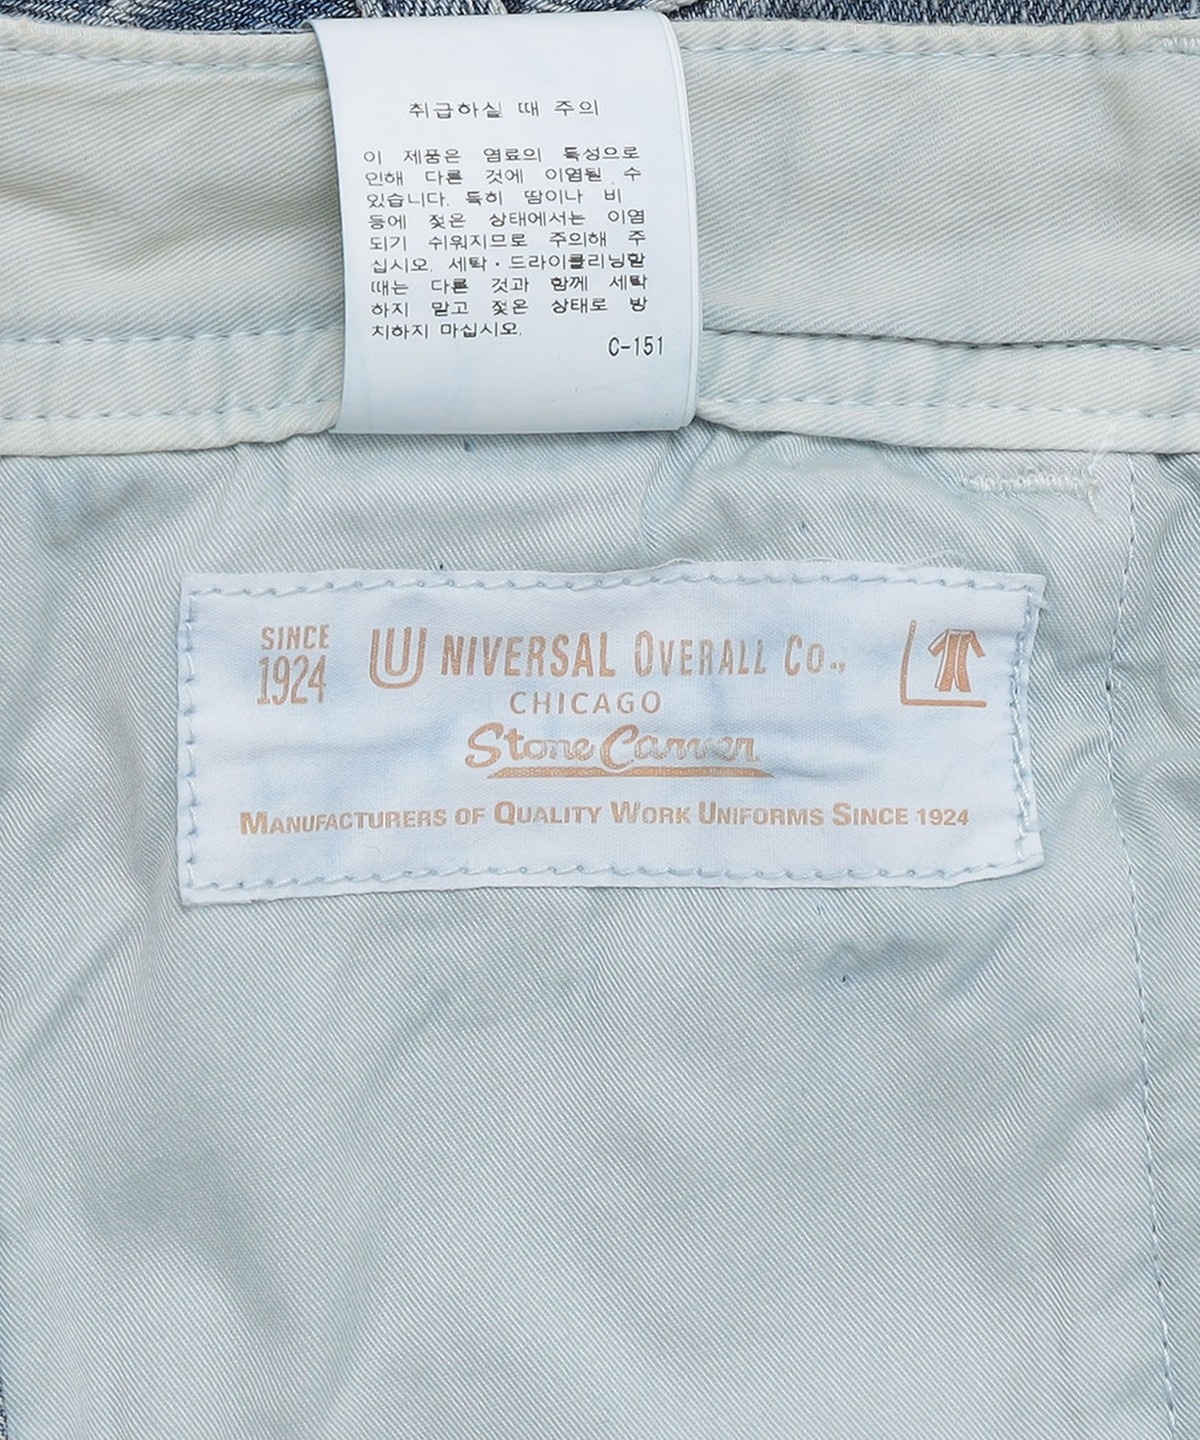 취급하실 때 주의
이 제품은 염료의 특성으로
인해 다른 것에 이염될 수
있습니다. 특히 땀이나 비
등에 젖은 상태에서는 이염
되기 쉬워지므로 주의해 주
십시오. 세탁·드라이클리닝할
때는 다른 것과 함께 세탁
하지 말고 젖은 상태로 방
치하지 마십시오.
C-151
SINCE 1924
UNIVERSAL OVERALL CO.,
CHICAGO
Stone Carver
MANUFACTURERS OF QUALITY WORK UNIFORMS SINCE 1924